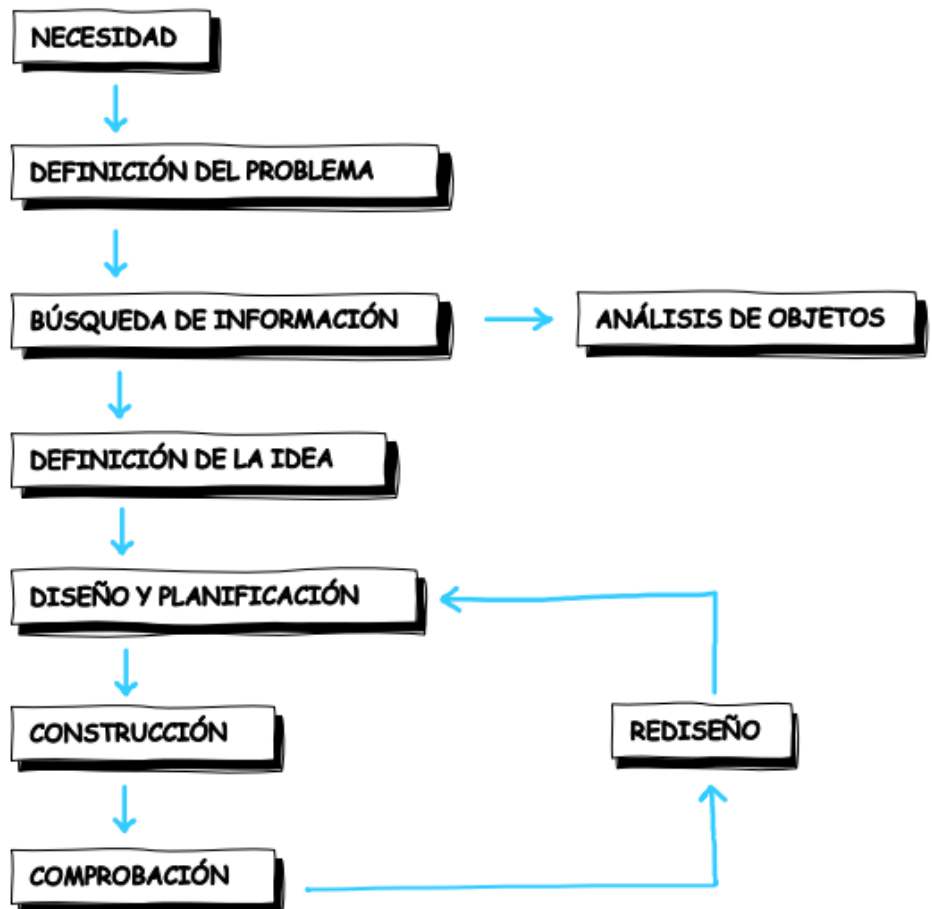 NECESIDAD
DEFINICIÓN DEL PROBLEMA
BÚSQUEDA DE INFORMACIÓN
ANÁLISIS DE OBJETOS
DEFINICIÓN DE LA IDEA
DISEÑO Y PLANIFICACIÓN
CONSTRUCCIÓN
REDISEÑO
COMPROBACIÓN